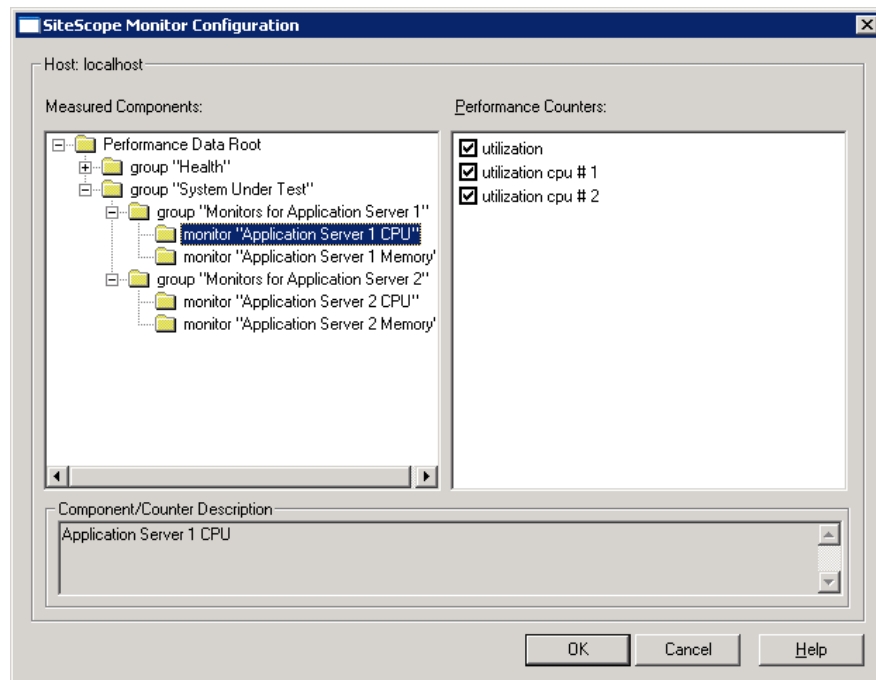 SiteScope Monitor Configuration
Host: localhost
Measured Components:
Performance Counters:
Performance Data Root
group "Health"
group "System Under Test"
group "Monitors for Application Server 1"
monitor "Application Server 1 CPU"
monitor "Application Server 1 Memory'
group "Monitors for Application Server 2"
monitor "Application Server 2 CPU"
monitor "Application Server 2 Memory'
utilization
utilization cpu # 1
utilization cpu # 2
Component/Counter Description
Application Server 1 CPU
OK
Cancel
Help